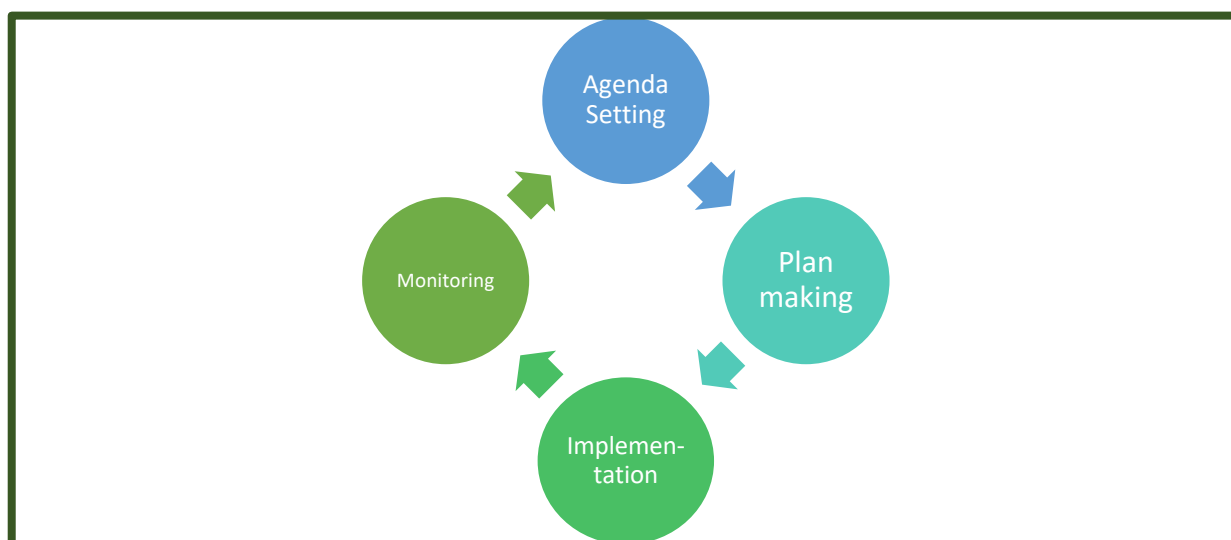 Agenda
Setting
Plan
making
Implemen-
tation
Monitoring